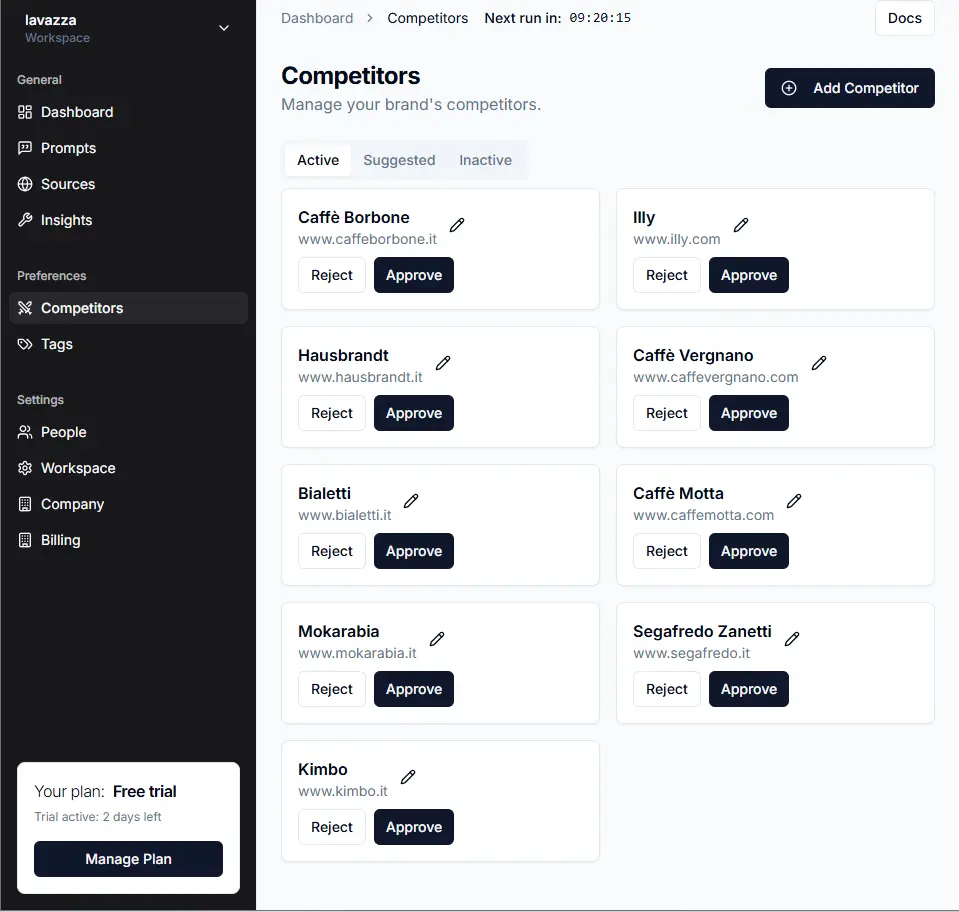 lavazza
Workspace
General
Dashboard
Prompts
Sources
Insights
Preferences
Competitors
Tags
Settings
People
Workspace
Company
Billing
Your plan: Free trial
Trial active: 2 days left
Manage Plan
Dashboard > Competitors Next run in: 09:20:15
Docs
Competitors
Manage your brand's competitors.
Add Competitor
Active Suggested Inactive
Caffè Borbone
www.caffeborbone.it
Reject Approve
Illy
www.illy.com
Reject Approve
Hausbrandt
www.hausbrandt.it
Reject Approve
Caffè Vergnano
www.caffevergnano.com
Reject Approve
Bialetti
www.bialetti.it
Reject Approve
Caffè Motta
www.caffemotta.com
Reject Approve
Mokarabia
www.mokarabia.it
Reject Approve
Segafredo Zanetti
www.segafredo.it
Reject Approve
Kimbo
www.kimbo.it
Reject Approve